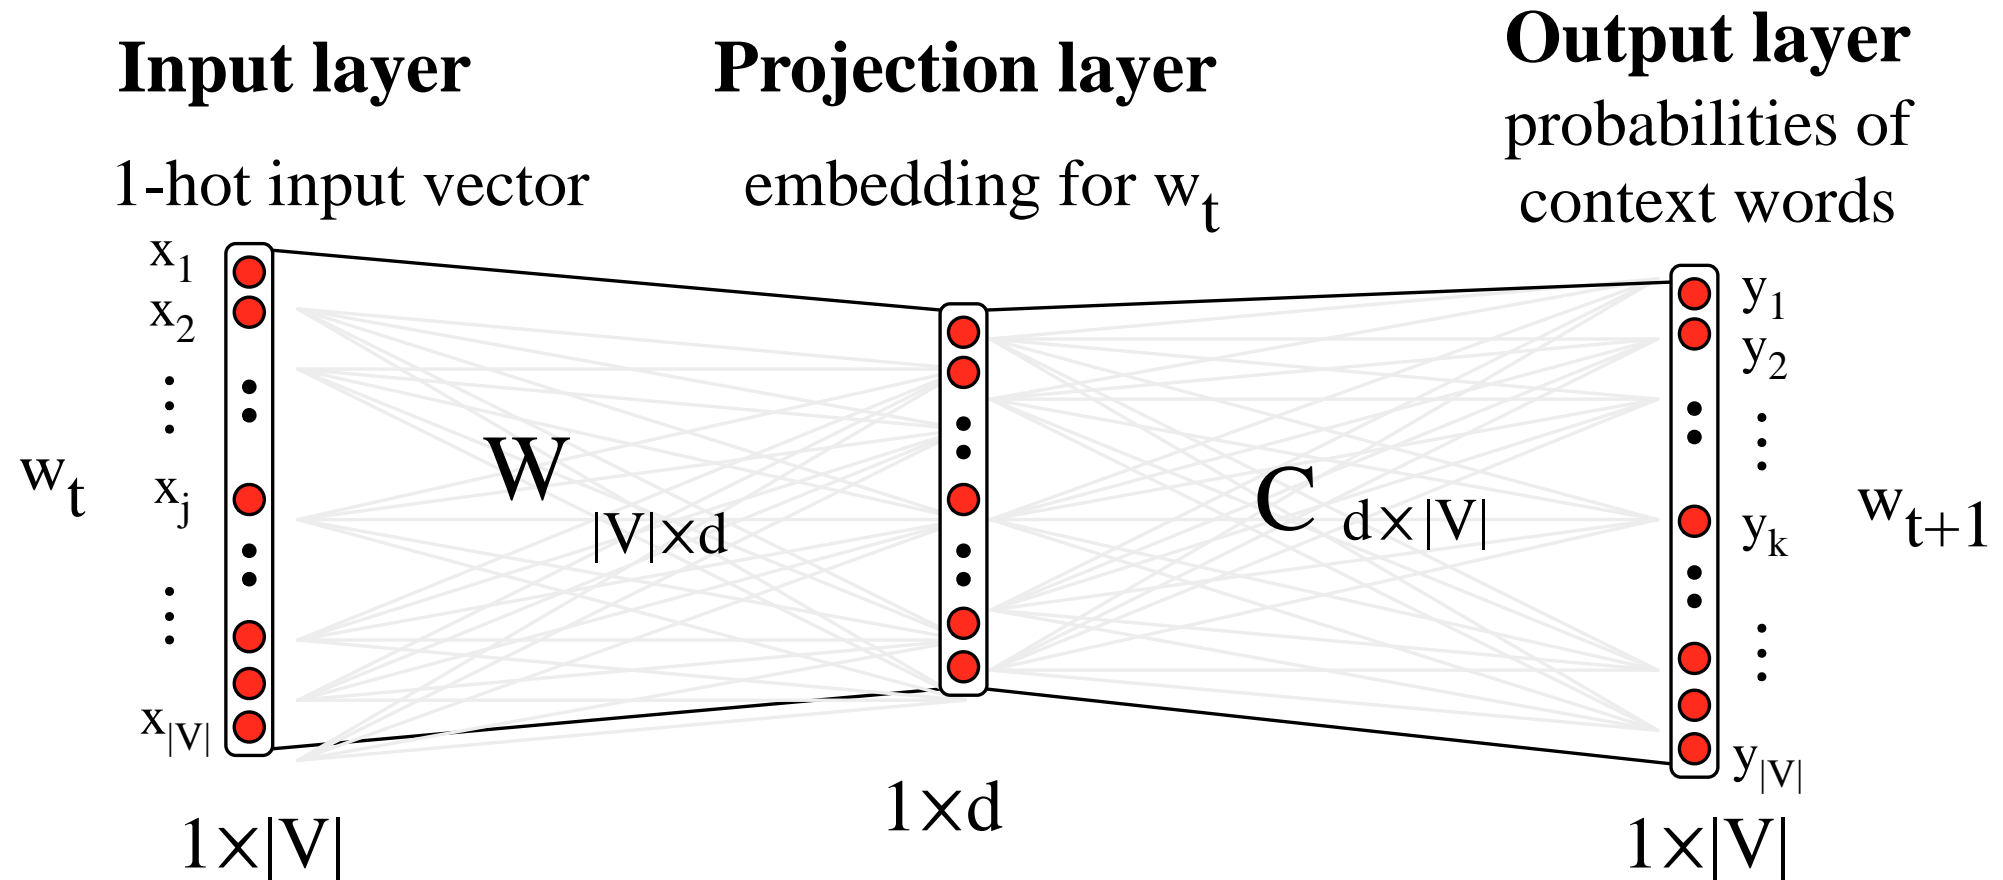 Input layer
1-hot input vector
Projection layer
embedding for wₜ
Output layer
probabilities of
context words
wₜ
x₁
x₂
⋮
xⱼ
⋮
x|V|
W |V|×d
C d×|V|
y₁
y₂
⋮
yₖ
⋮
y|V|
wₜ₊₁
1×|V|
1×d
1×|V|